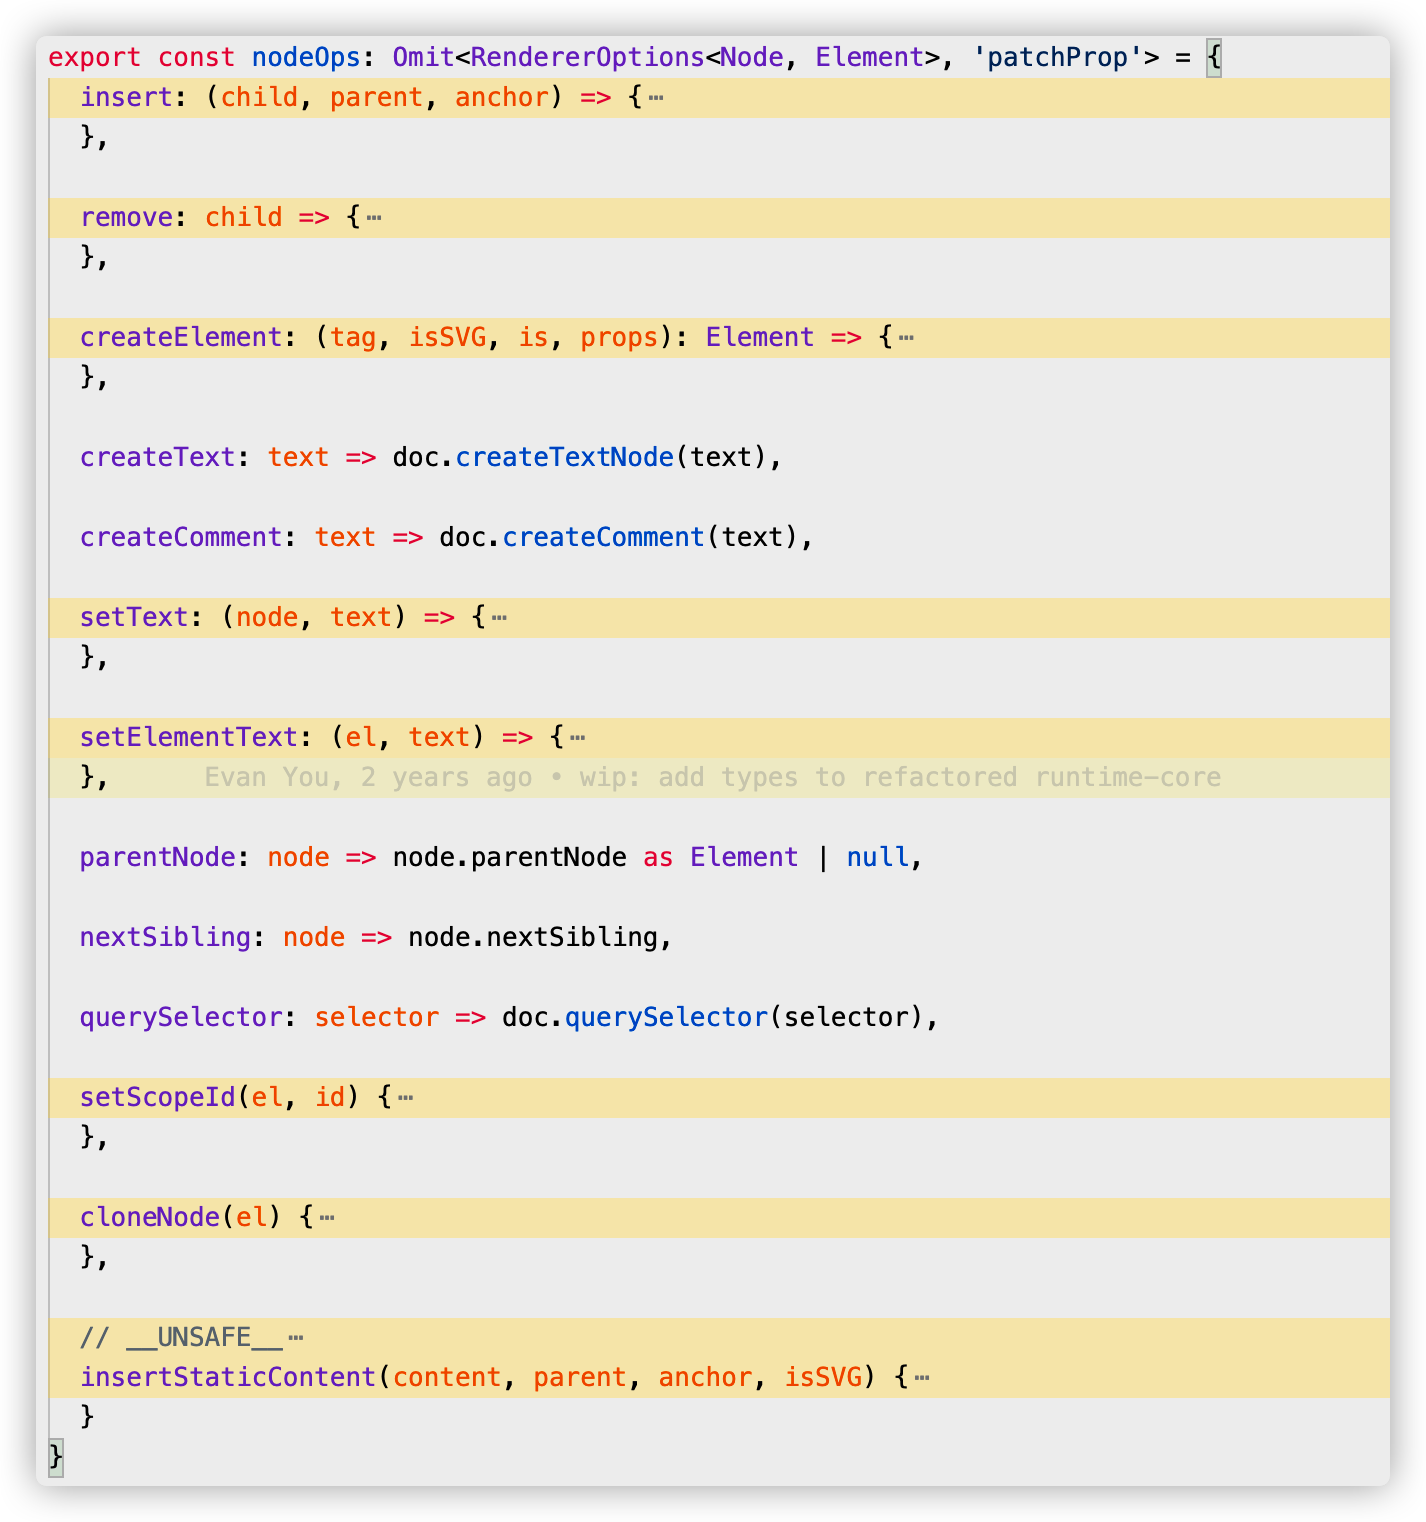 export const nodeOps: Omit<RendererOptions<Node, Element>, 'patchProp'> = {
insert: (child, parent, anchor) => {⋯
},
remove: child => {⋯
},
createElement: (tag, isSVG, is, props): Element => {⋯
},
createText: text => doc.createTextNode(text),
createComment: text => doc.createComment(text),
setText: (node, text) => {⋯
},
setElementText: (el, text) => {⋯
}, Evan You, 2 years ago • wip: add types to refactored runtime-core
parentNode: node => node.parentNode as Element | null,
nextSibling: node => node.nextSibling,
querySelector: selector => doc.querySelector(selector),
setScopeId(el, id) {⋯
},
cloneNode(el) {⋯
},
// __UNSAFE__⋯
insertStaticContent(content, parent, anchor, isSVG) {⋯
}
}